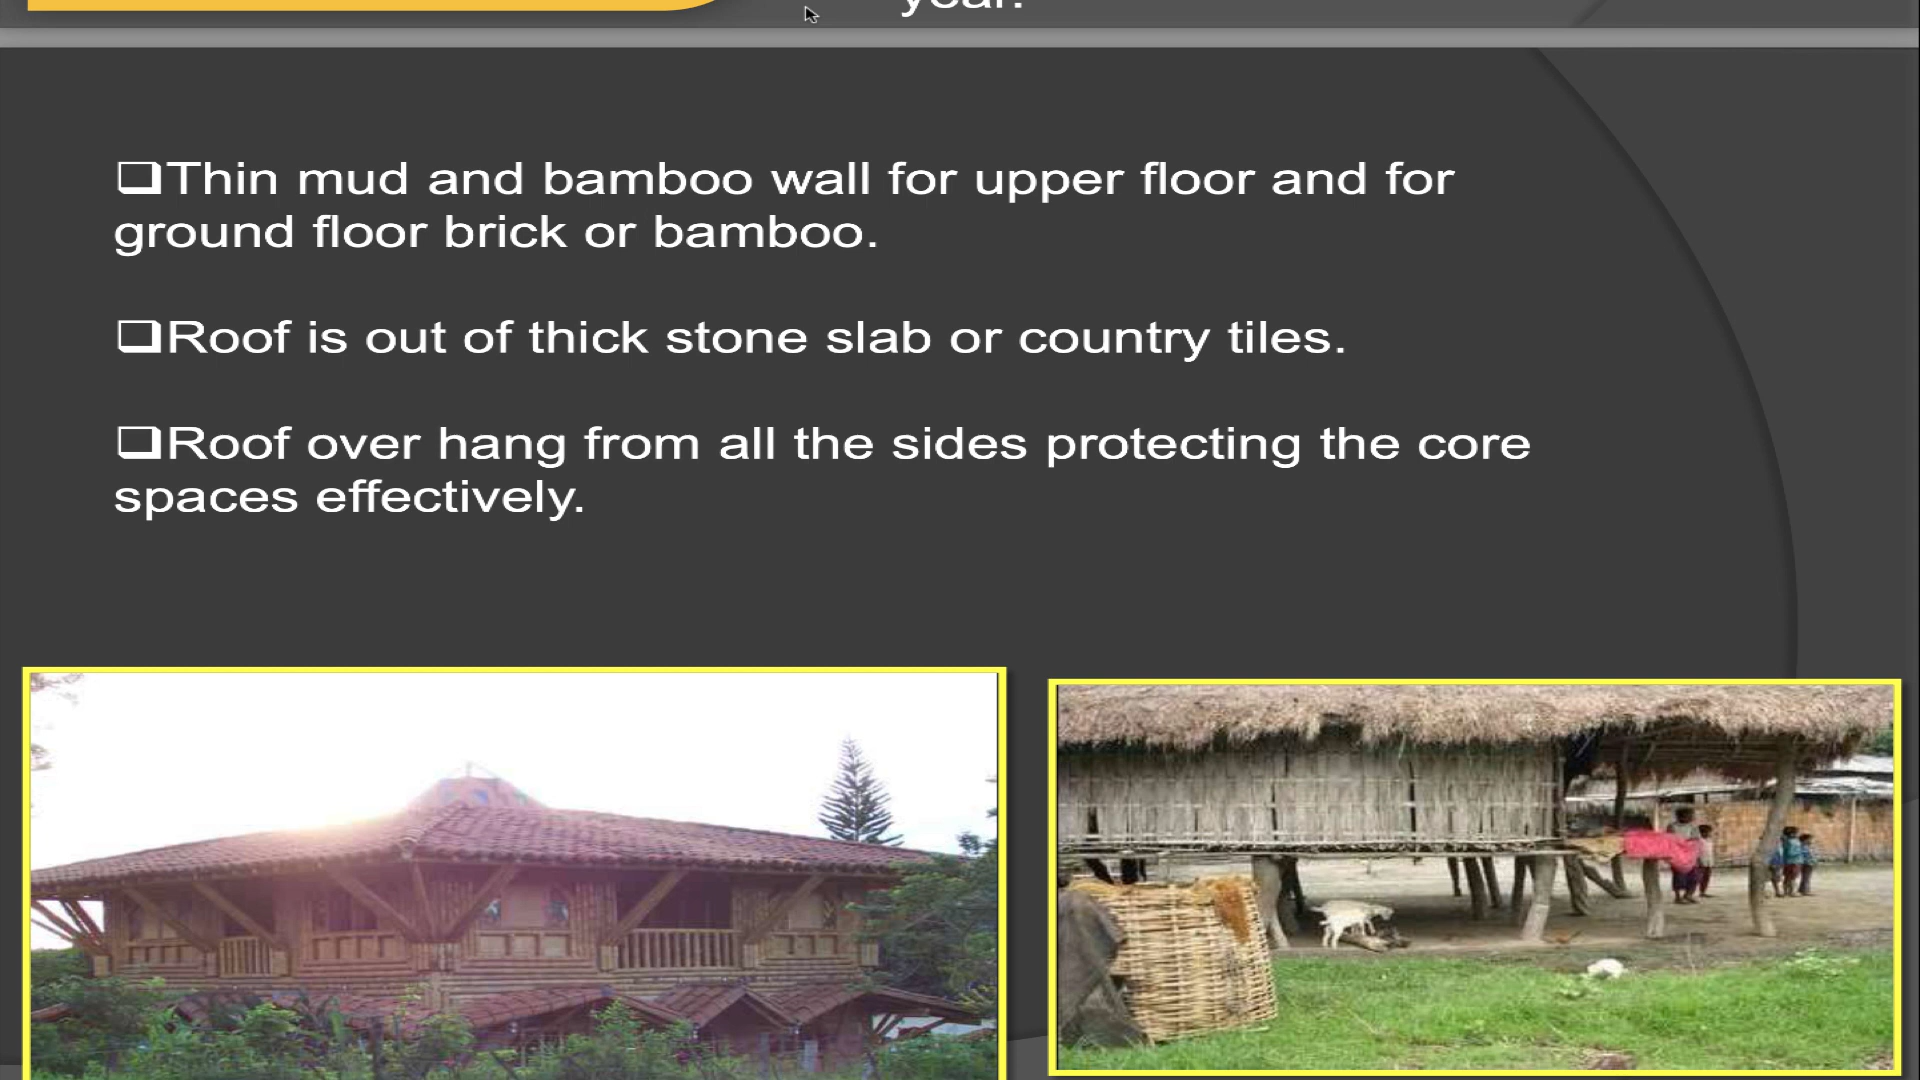 year.
❑Thin mud and bamboo wall for upper floor and for
ground floor brick or bamboo.
❑Roof is out of thick stone slab or country tiles.
❑Roof over hang from all the sides protecting the core
spaces effectively.